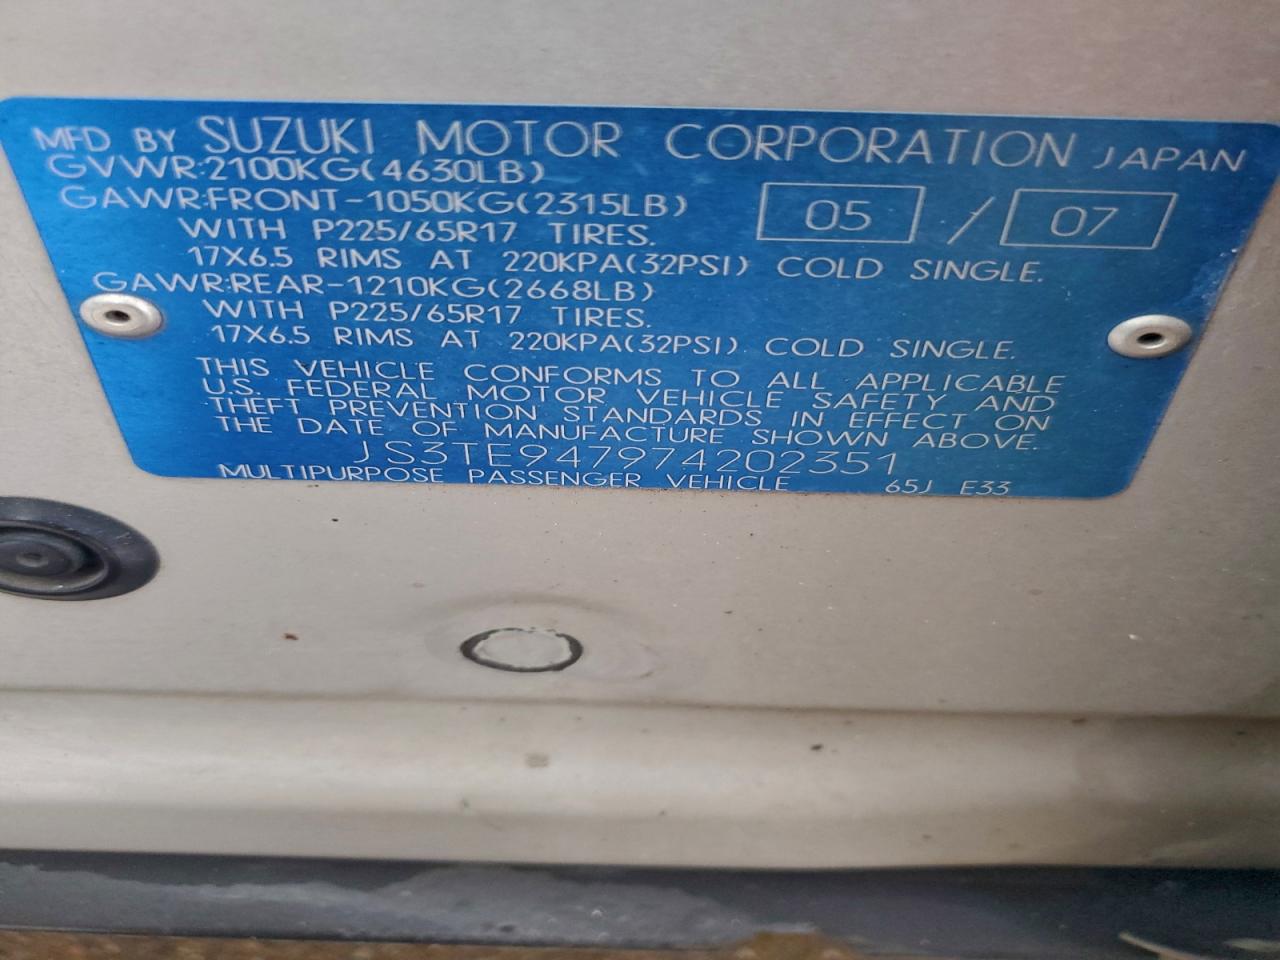 MFD BY SUZUKI MOTOR CORPORATION JAPAN
GVWR:2100KG(4630LB)
GAWR:FRONT-1050KG(2315LB) 05 / 07
WITH P225/65R17 TIRES.
17X6.5 RIMS AT 220KPA(32PSI) COLD SINGLE.
GAWR:REAR-1210KG(2668LB)
WITH P225/65R17 TIRES.
17X6.5 RIMS AT 220KPA(32PSI) COLD SINGLE.
THIS VEHICLE CONFORMS TO ALL APPLICABLE
U.S. FEDERAL MOTOR VEHICLE SAFETY AND
THEFT PREVENTION STANDARDS IN EFFECT ON
THE DATE OF MANUFACTURE SHOWN ABOVE.
JS3TE947974202351
MULTIPURPOSE PASSENGER VEHICLE 65J E33